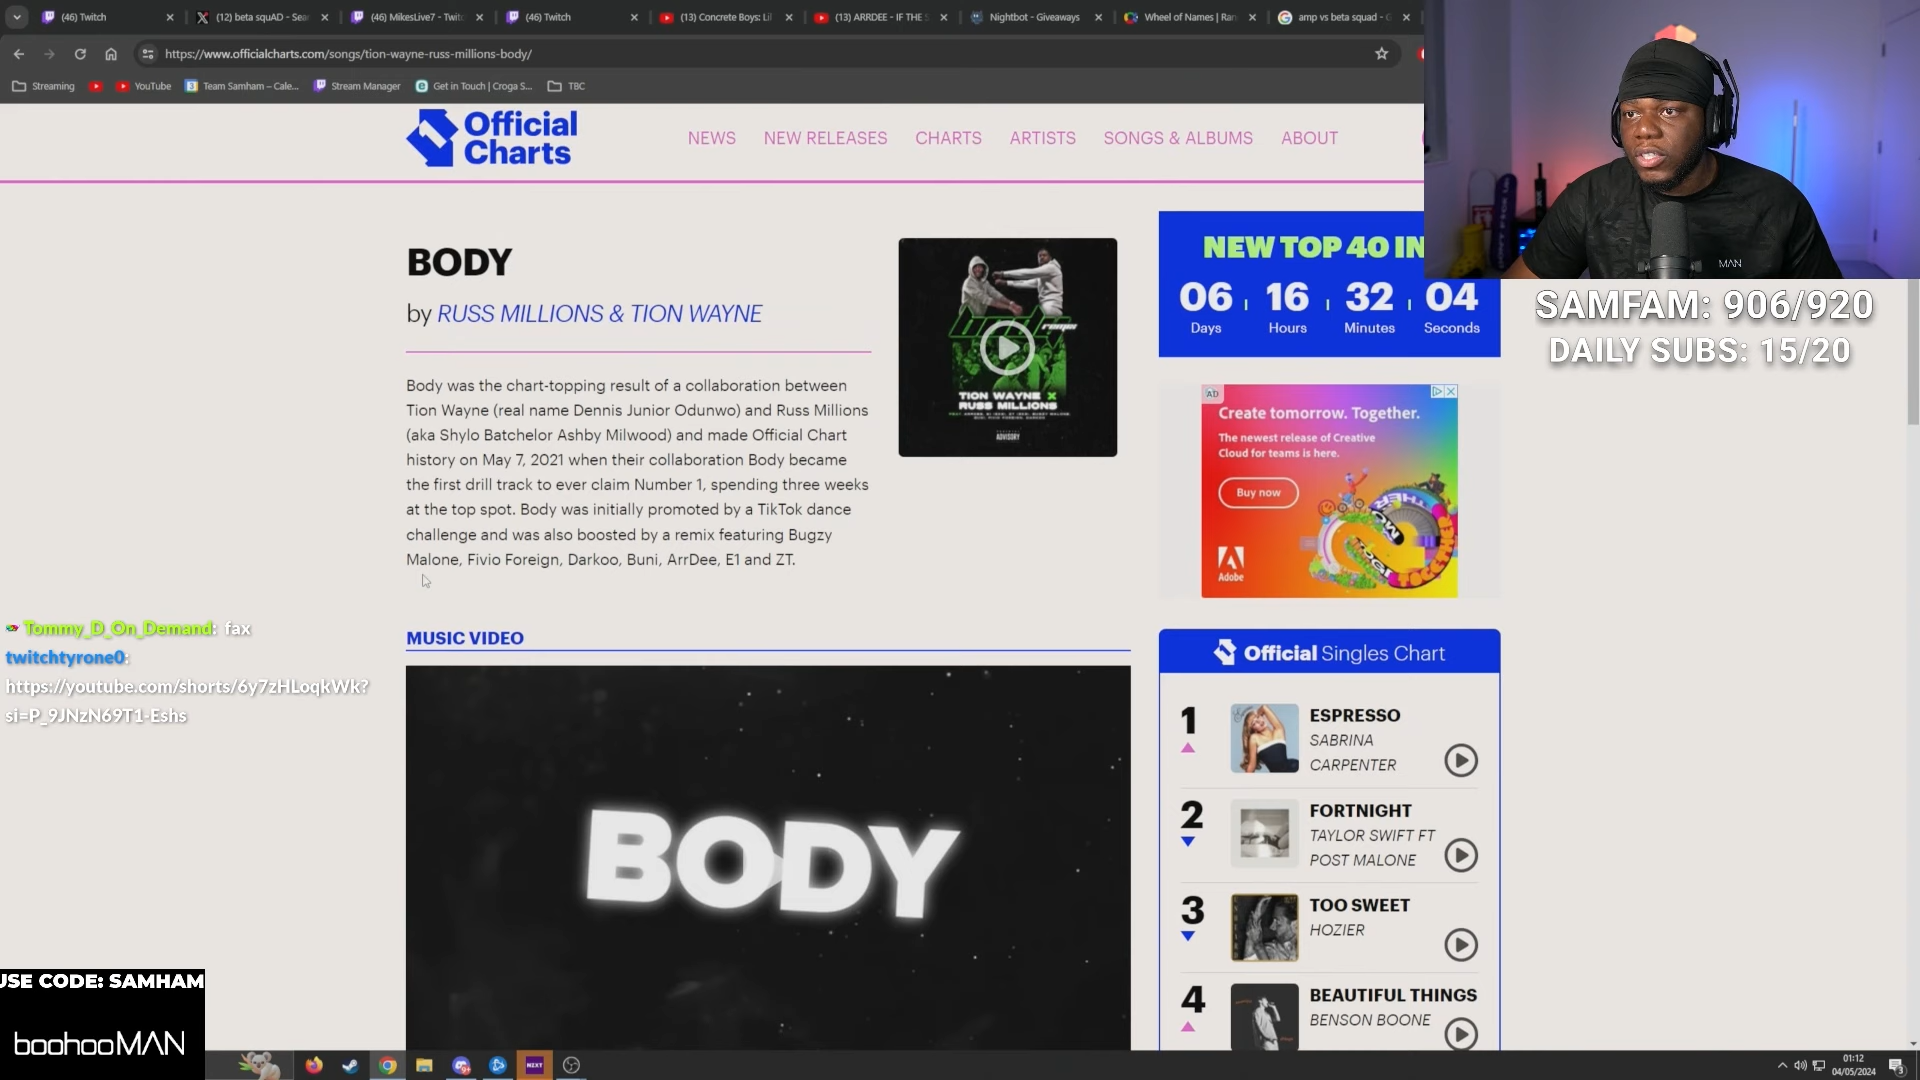 (46) Twitch
(12) beta squAD - Sear
(46) MikesLive7 - Twitc
(46) Twitch
(13) Concrete Boys: Lil
(13) ARRDEE - IF THE S
Nightbot - Giveaways
Wheel of Names | Ran
amp vs beta squad - G
https://www.officialcharts.com/songs/tion-wayne-russ-millions-body/
Streaming
YouTube
Team Samham – Cale...
Stream Manager
Get in Touch | Croga S...
TBC
Official
Charts
NEWS
NEW RELEASES
CHARTS
ARTISTS
SONGS & ALBUMS
ABOUT
MAN
BODY
by RUSS MILLIONS & TION WAYNE
Body was the chart-topping result of a collaboration between
Tion Wayne (real name Dennis Junior Odunwo) and Russ Millions
(aka Shylo Batchelor Ashby Milwood) and made Official Chart
history on May 7, 2021 when their collaboration Body became
the first drill track to ever claim Number 1, spending three weeks
at the top spot. Body was initially promoted by a TikTok dance
challenge and was also boosted by a remix featuring Bugzy
Malone, Fivio Foreign, Darkoo, Buni, ArrDee, E1 and ZT.
body
remix
TION WAYNE X
RUSS MILLIONS
ADVISORY
NEW TOP 40 IN
06 16 32 04
Days Hours Minutes Seconds
SAMFAM: 906/920
DAILY SUBS: 15/20
AD
Create tomorrow. Together.
The newest release of Creative
Cloud for teams is here.
Buy now
Adobe
Tommy_D_On_Demand: fax
twitchtyrone0:
https://youtube.com/shorts/6y7zHLoqkWk?
si=P_9JNzN69T1-Eshs
MUSIC VIDEO
BODY
Official Singles Chart
1
ESPRESSO
SABRINA
CARPENTER
2
FORTNIGHT
TAYLOR SWIFT FT
POST MALONE
3
TOO SWEET
HOZIER
4
BEAUTIFUL THINGS
BENSON BOONE
USE CODE: SAMHAM
boohooMAN
NEXT
01:12
04/05/2024